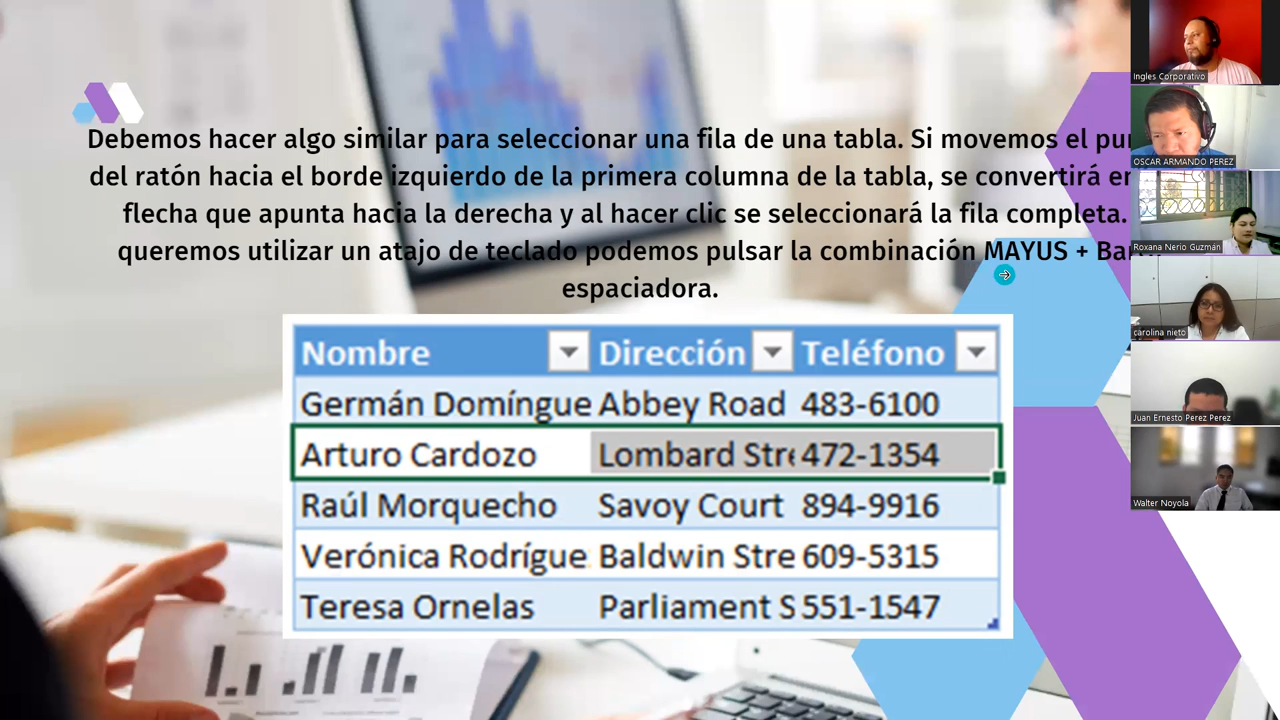 Debemos hacer algo similar para seleccionar una fila de una tabla. Si movemos el
del ratón hacia el borde izquierdo de la primera columna de la tabla, se convertirá
flecha que apunta hacia la derecha y al hacer clic se seleccionará la fila completa.
queremos utilizar un atajo de teclado podemos pulsar la combinación MAYUS +
espaciadora.
Nombre Dirección Teléfono
Germán Domíngue Abbey Road 483-6100
Arturo Cardozo Lombard Stre 472-1354
Raúl Morquecho Savoy Court 894-9916
Verónica Rodrígue Baldwin Stre 609-5315
Teresa Ornelas Parliament S 551-1547
Ingles Corporativo
OSCAR ARMANDO PEREZ
Roxana Nerio Guzmán
carolina nieto
Juan Ernesto Perez Perez
Walter Noyola